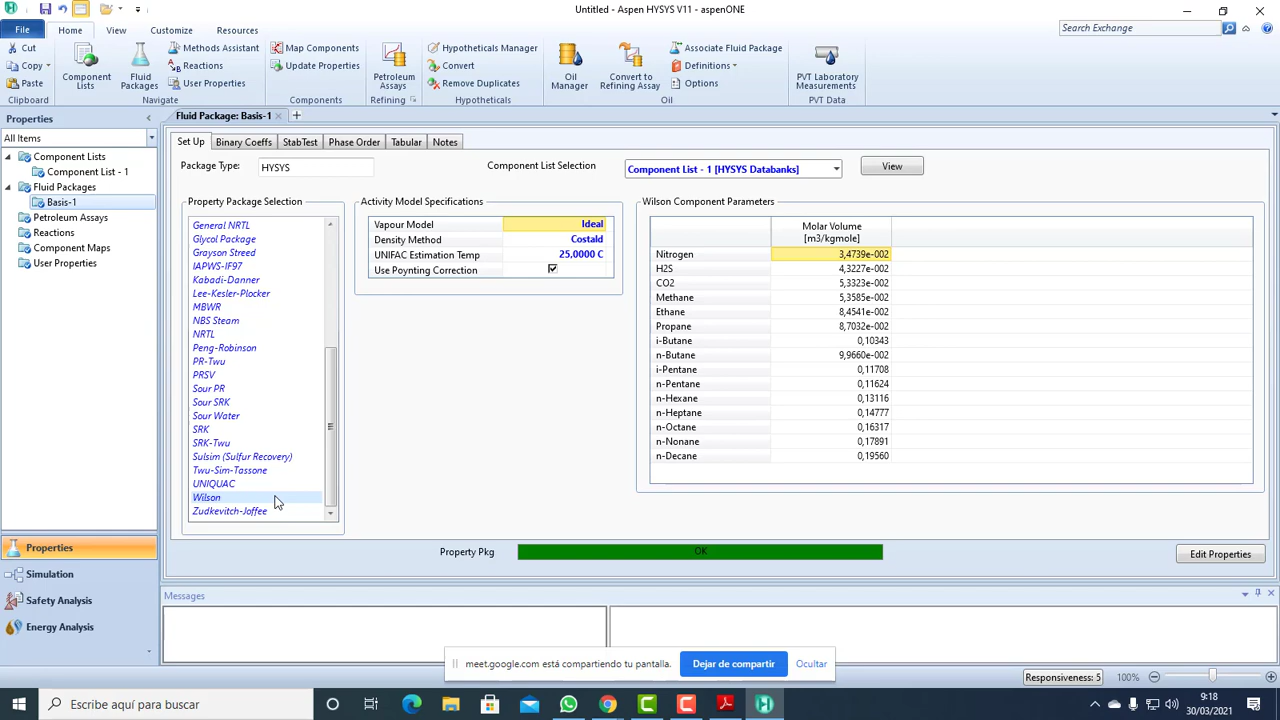 Untitled - Aspen HYSYS V11 - aspenONE
File Home View Customize Resources
Search Exchange
Cut
Copy
Paste
Clipboard
Component Lists
Fluid Packages
Methods Assistant
Reactions
User Properties
Navigate
Map Components
Update Properties
Components
Petroleum Assays
Refining
Hypotheticals Manager
Convert
Remove Duplicates
Hypotheticals
Oil Manager
Convert to Refining Assay
Associate Fluid Package
Definitions
Options
Oil
PVT Laboratory Measurements
PVT Data
Properties
All Items
Component Lists
Component List - 1
Fluid Packages
Basis-1
Petroleum Assays
Reactions
Component Maps
User Properties
Properties
Simulation
Safety Analysis
Energy Analysis
Fluid Package: Basis-1
Set Up Binary Coeffs StabTest Phase Order Tabular Notes
Package Type: HYSYS
Component List Selection Component List - 1 [HYSYS Databanks] View
Property Package Selection
General NRTL
Glycol Package
Grayson Streed
IAPWS-IF97
Kabadi-Danner
Lee-Kesler-Plocker
MBWR
NBS Steam
NRTL
Peng-Robinson
PR-Twu
PRSV
Sour PR
Sour SRK
Sour Water
SRK
SRK-Twu
Sulsim (Sulfur Recovery)
Twu-Sim-Tassone
UNIQUAC
Wilson
Zudkevitch-Joffee
Activity Model Specifications
Vapour Model Ideal
Density Method Costald
UNIFAC Estimation Temp 25,0000 C
Use Poynting Correction
Wilson Component Parameters
Molar Volume
[m3/kgmole]
Nitrogen 3,4739e-002
H2S 4,3227e-002
CO2 5,3323e-002
Methane 5,3585e-002
Ethane 8,4541e-002
Propane 8,7032e-002
i-Butane 0,10343
n-Butane 9,9660e-002
i-Pentane 0,11708
n-Pentane 0,11624
n-Hexane 0,13116
n-Heptane 0,14777
n-Octane 0,16317
n-Nonane 0,17891
n-Decane 0,19560
Property Pkg OK Edit Properties
Messages
meet.google.com está compartiendo tu pantalla. Dejar de compartir Ocultar
Responsiveness: 5 100%
Escribe aquí para buscar
9:18
30/03/2021